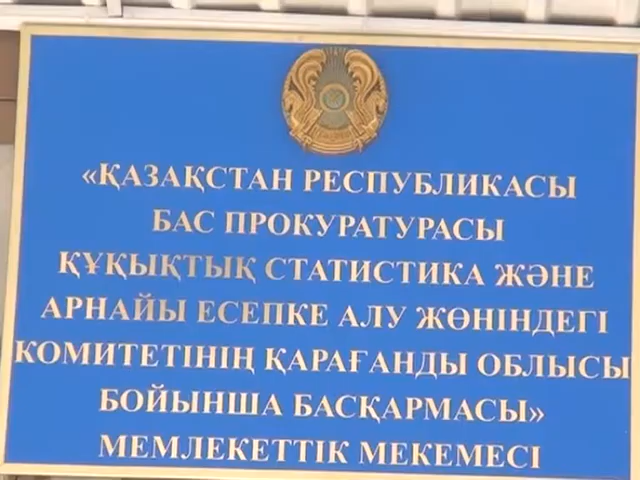 «ҚАЗАҚСТАН РЕСПУБЛИКАСЫ
БАС ПРОКУРАТУРАСЫ
ҚҰҚЫҚТЫҚ СТАТИСТИКА ЖӘНЕ
АРНАЙЫ ЕСЕПКЕ АЛУ ЖӨНІНДЕГІ
КОМИТЕТІНІҢ ҚАРАҒАНДЫ ОБЛЫСЫ
БОЙЫНША БАСҚАРМАСЫ»
МЕМЛЕКЕТТІК МЕКЕМЕСІ